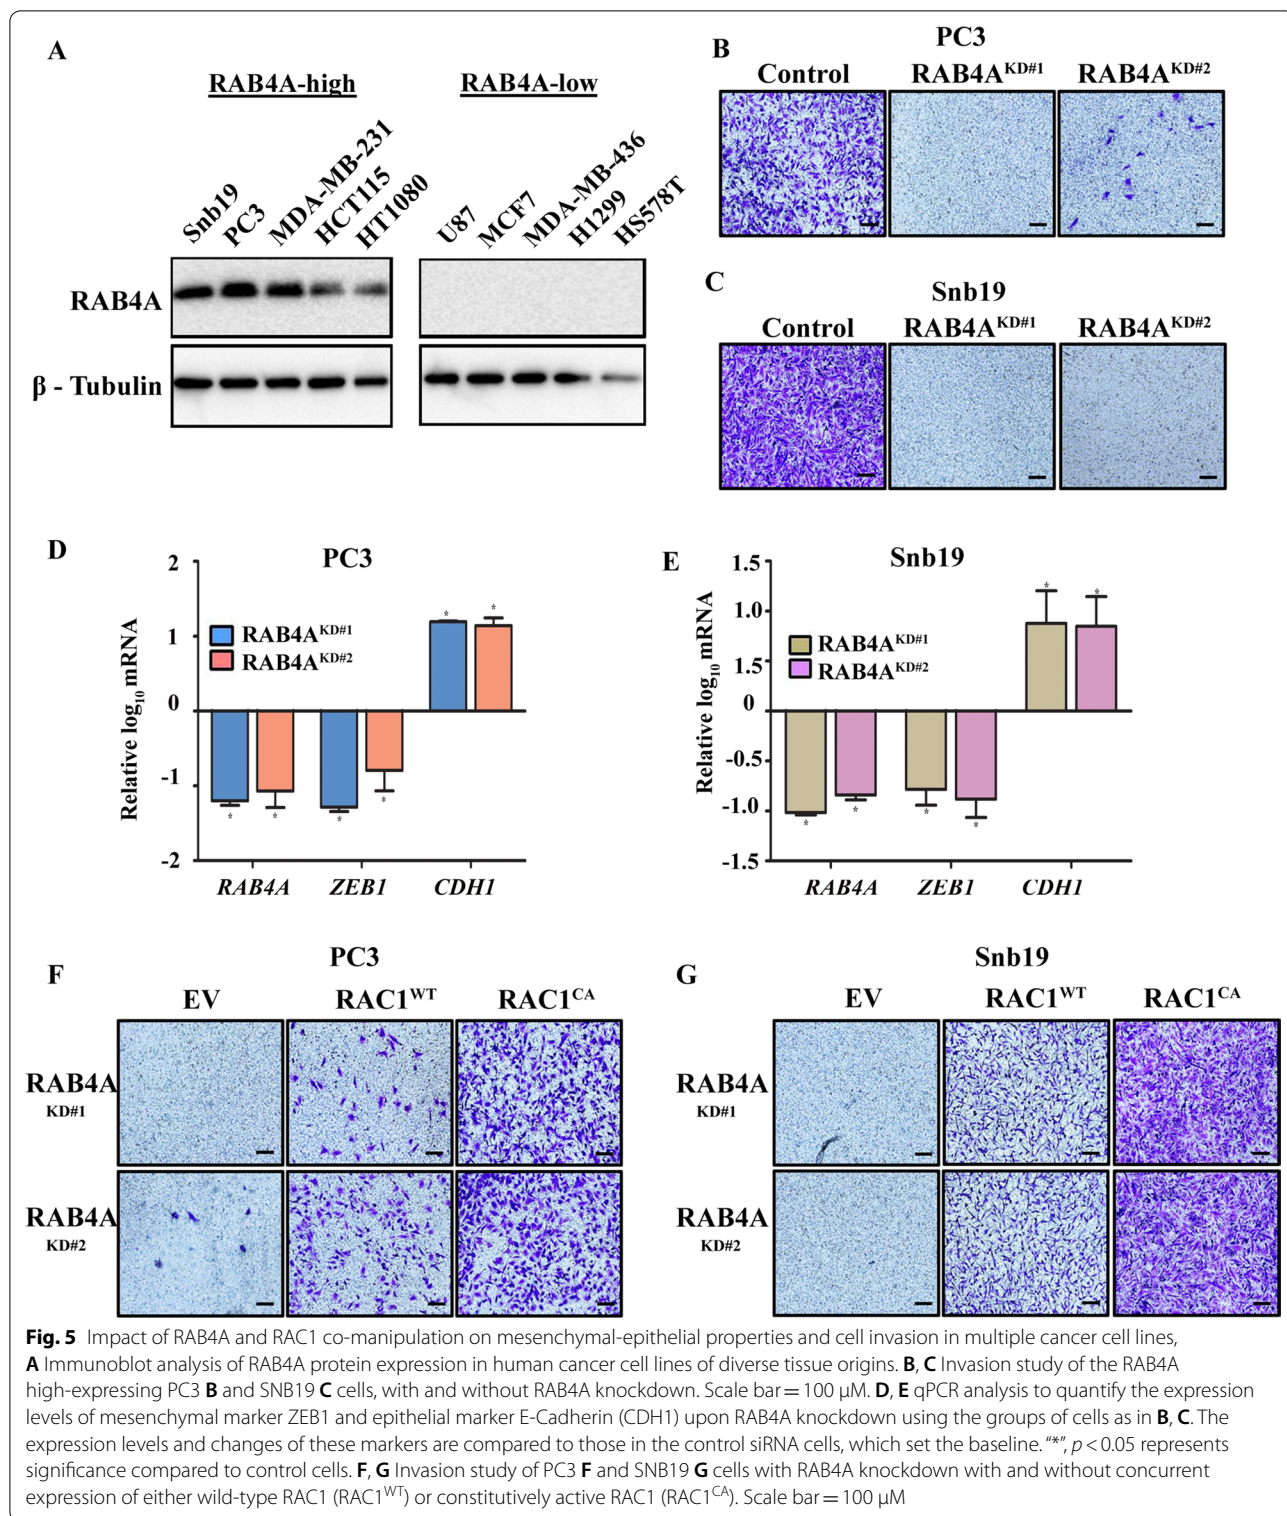 A
RAB4A-high
RAB4A-low
Snb19
PC3
MDA-MB-231
HCT115
HT1080
U87
MCF7
MDA-MB-436
H1299
HS578T
RAB4A
β - Tubulin
B
PC3
Control
RAB4A^KD#1
RAB4A^KD#2
C
Snb19
Control
RAB4A^KD#1
RAB4A^KD#2
D
PC3
Relative log₁₀ mRNA
2
1
0
-1
-2
RAB4A^KD#1
RAB4A^KD#2
* * * * * *
RAB4A ZEB1 CDH1
E
Snb19
Relative log₁₀ mRNA
1.5
1.0
1.5
0
-0.5
-1.0
-1.5
RAB4A^KD#1
RAB4A^KD#2
* * * * * *
RAB4A ZEB1 CDH1
F
PC3
EV RAC1^WT RAC1^CA
RAB4A
KD#1
RAB4A
KD#2
G
Snb19
EV RAC1^WT RAC1^CA
RAB4A
KD#1
RAB4A
KD#2
Fig. 5 Impact of RAB4A and RAC1 co-manipulation on mesenchymal-epithelial properties and cell invasion in multiple cancer cell lines,
A Immunoblot analysis of RAB4A protein expression in human cancer cell lines of diverse tissue origins. B, C Invasion study of the RAB4A
high-expressing PC3 B and SNB19 C cells, with and without RAB4A knockdown. Scale bar = 100 μM. D, E qPCR analysis to quantify the expression
levels of mesenchymal marker ZEB1 and epithelial marker E-Cadherin (CDH1) upon RAB4A knockdown using the groups of cells as in B, C. The
expression levels and changes of these markers are compared to those in the control siRNA cells, which set the baseline. “*”, p < 0.05 represents
significance compared to control cells. F, G Invasion study of PC3 F and SNB19 G cells with RAB4A knockdown with and without concurrent
expression of either wild-type RAC1 (RAC1^WT) or constitutively active RAC1 (RAC1^CA). Scale bar = 100 μM